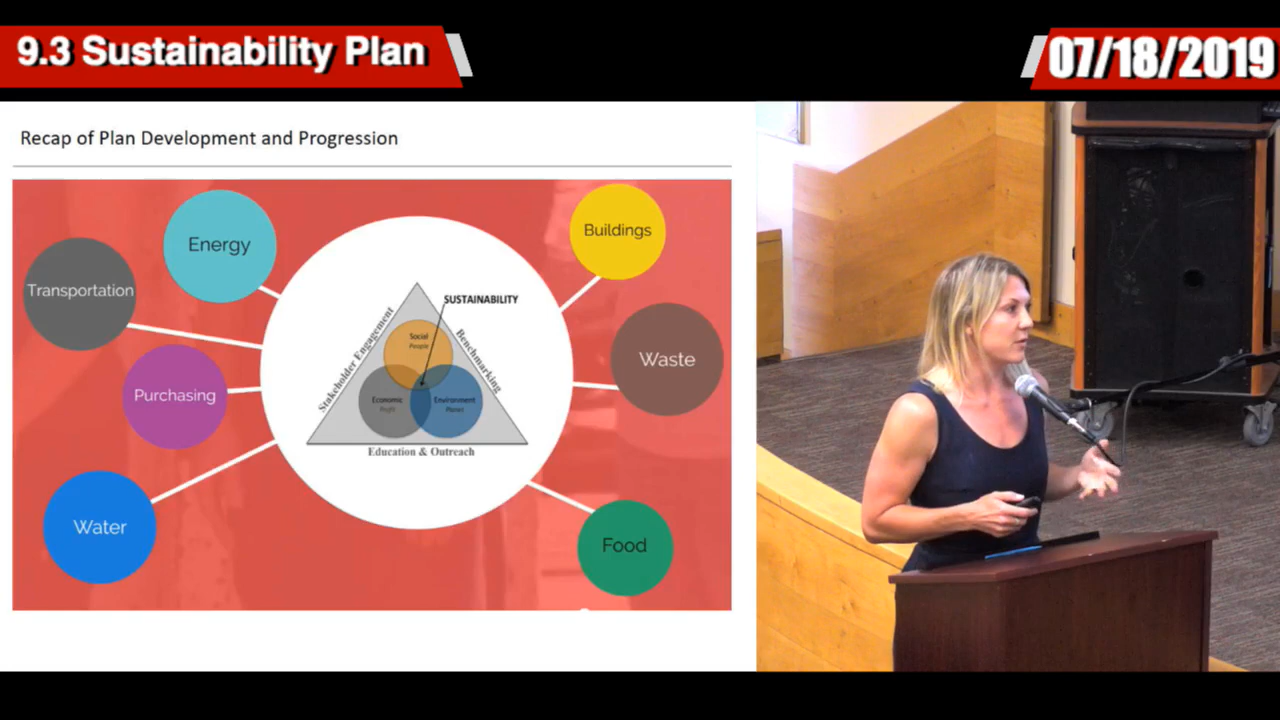 9.3 Sustainability Plan
07/18/2019
Recap of Plan Development and Progression
Energy
Buildings
Transportation
SUSTAINABILITY
Stakeholder Engagement
Benchmarking
Social
People
Waste
Purchasing
Economic
Profit
Environment
Planet
Education & Outreach
Water
Food